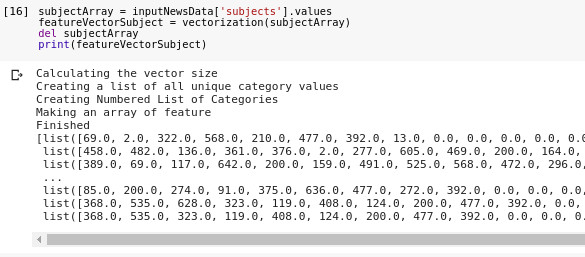 [16] subjectArray = inputNewsData['subjects'].values
featureVectorSubject = vectorization(subjectArray)
del subjectArray
print(featureVectorSubject)
Calculating the vector size
Creating a list of all unique category values
Creating Numbered List of Categories
Making an array of feature
Finished
[list([69.0, 2.0, 322.0, 568.0, 210.0, 477.0, 392.0, 13.0, 0.0, 0.0, 0.0, 0.0, 0.0
list([458.0, 482.0, 136.0, 361.0, 376.0, 2.0, 277.0, 605.0, 469.0, 200.0, 164.0,
list([389.0, 69.0, 117.0, 642.0, 200.0, 159.0, 491.0, 525.0, 568.0, 472.0, 296.0,
...
list([85.0, 200.0, 274.0, 91.0, 375.0, 636.0, 477.0, 272.0, 392.0, 0.0, 0.0, 0.0,
list([368.0, 535.0, 628.0, 323.0, 119.0, 408.0, 124.0, 200.0, 477.0, 392.0, 0.0,
list([368.0, 535.0, 323.0, 119.0, 408.0, 124.0, 200.0, 477.0, 392.0, 0.0, 0.0,